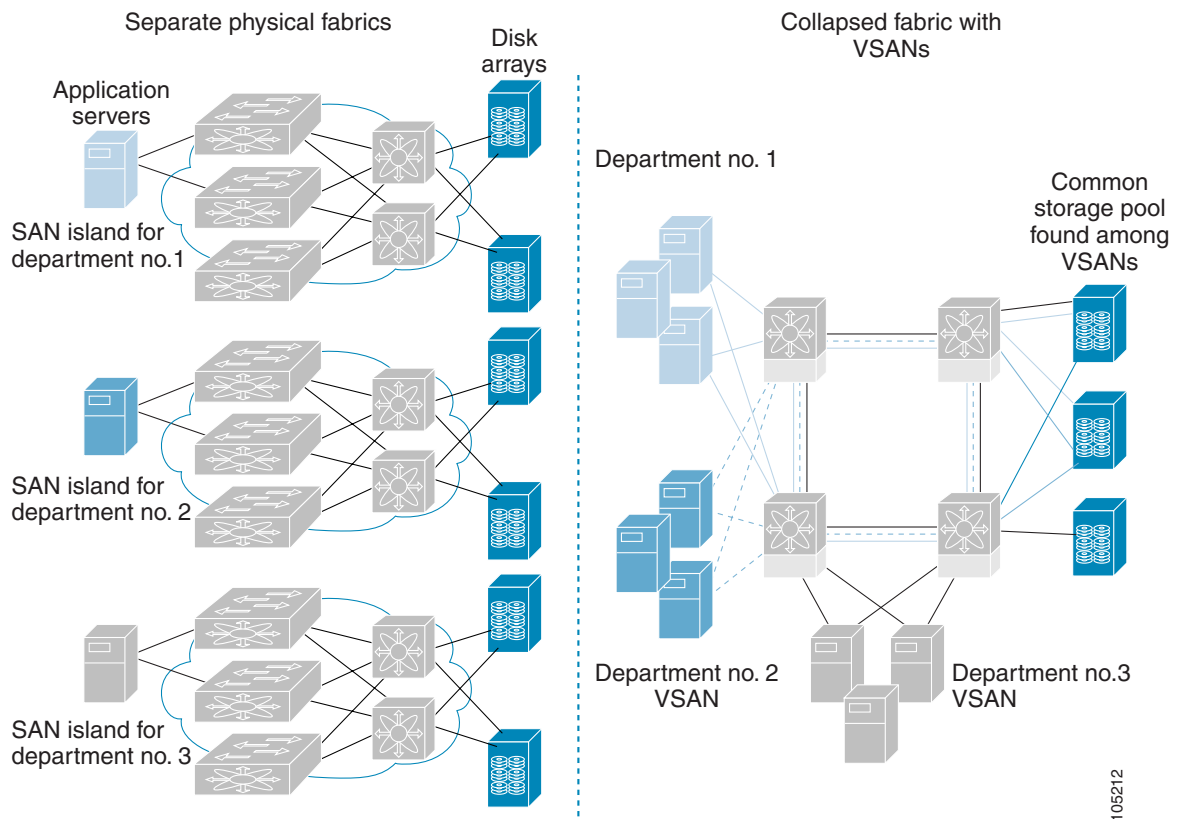 Separate physical fabrics
Disk
arrays
Application
servers
SAN island for
department no.1
SAN island for
department no. 2
SAN island for
department no. 3
Collapsed fabric with
VSANs
Department no. 1
Common
storage pool
found among
VSANs
Department no. 2
VSAN
Department no.3
VSAN
105212